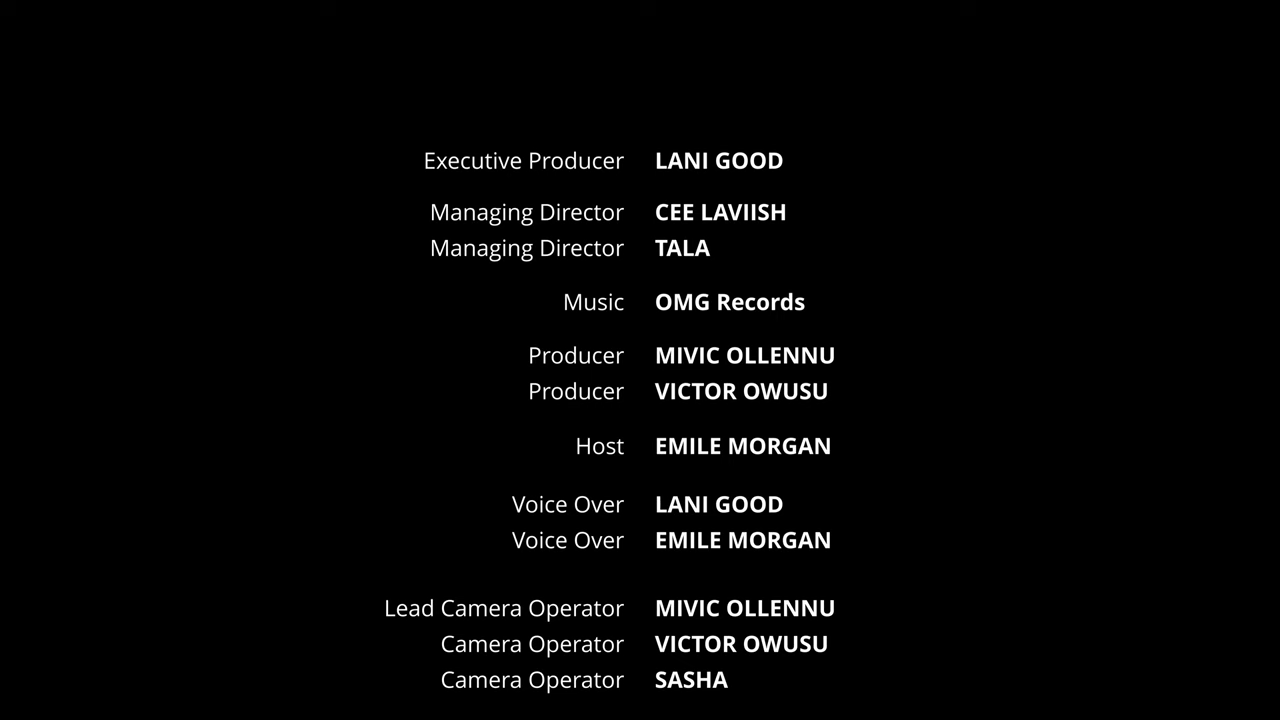 Executive Producer LANI GOOD
Managing Director CEE LAVIISH
Managing Director TALA
Music OMG Records
Producer MIVIC OLLENNU
Producer VICTOR OWUSU
Host EMILE MORGAN
Voice Over LANI GOOD
Voice Over EMILE MORGAN
Lead Camera Operator MIVIC OLLENNU
Camera Operator VICTOR OWUSU
Camera Operator SASHA